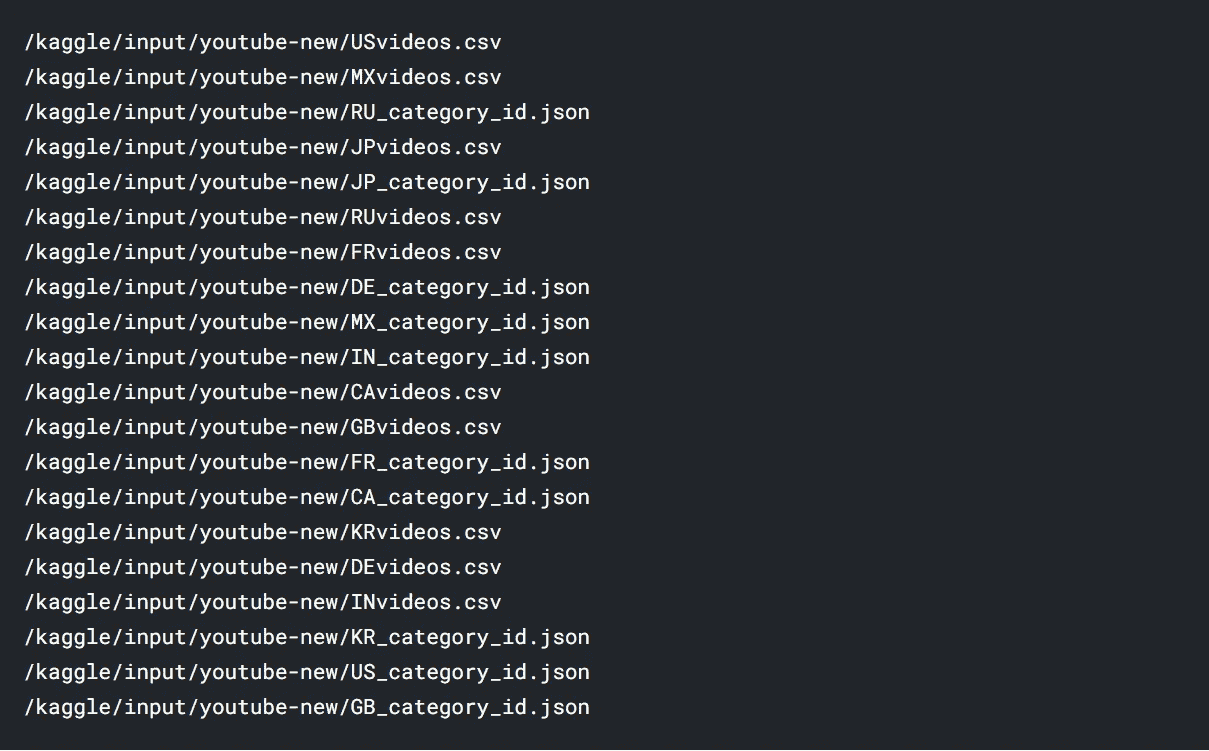 /kaggle/input/youtube-new/USvideos.csv
/kaggle/input/youtube-new/MXvideos.csv
/kaggle/input/youtube-new/RU_category_id.json
/kaggle/input/youtube-new/JPvideos.csv
/kaggle/input/youtube-new/JP_category_id.json
/kaggle/input/youtube-new/RUvideos.csv
/kaggle/input/youtube-new/FRvideos.csv
/kaggle/input/youtube-new/DE_category_id.json
/kaggle/input/youtube-new/MX_category_id.json
/kaggle/input/youtube-new/IN_category_id.json
/kaggle/input/youtube-new/CAvideos.csv
/kaggle/input/youtube-new/GBvideos.csv
/kaggle/input/youtube-new/FR_category_id.json
/kaggle/input/youtube-new/CA_category_id.json
/kaggle/input/youtube-new/KRvideos.csv
/kaggle/input/youtube-new/DEvideos.csv
/kaggle/input/youtube-new/INvideos.csv
/kaggle/input/youtube-new/KR_category_id.json
/kaggle/input/youtube-new/US_category_id.json
/kaggle/input/youtube-new/GB_category_id.json